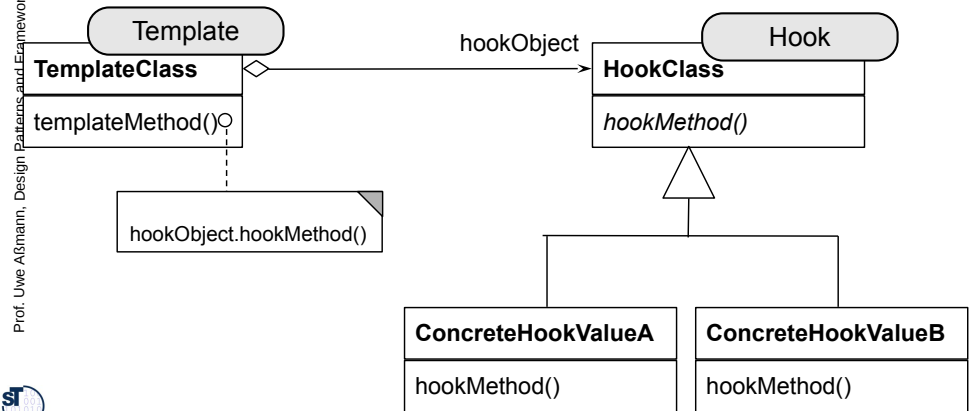 Template
Hook
hookObject
TemplateClass
HookClass
templateMethod()
hookMethod()
hookObject.hookMethod()
ConcreteHookValueA
ConcreteHookValueB
hookMethod()
hookMethod()
Prof. Uwe Aßmann, Design Patterns and
sT